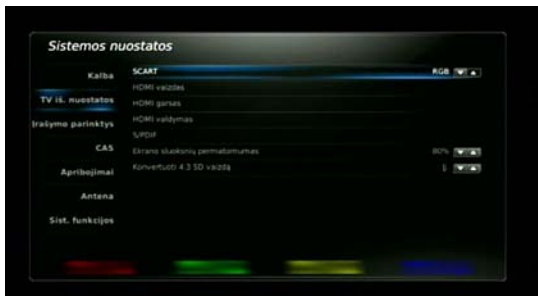 Sistemos nuostatos
Kalba
TV iš. nuostatos
Įrašymo parinktys
CAS
Apribojimai
Antena
Sist. funkcijos
SCART RGB
HDMI vaizdas
HDMI garsas
HDMI valdymas
S/PDIF
Ekrano sluoksnių permatomumas 80%
Konvertuoti 4:3 SD vaizdą